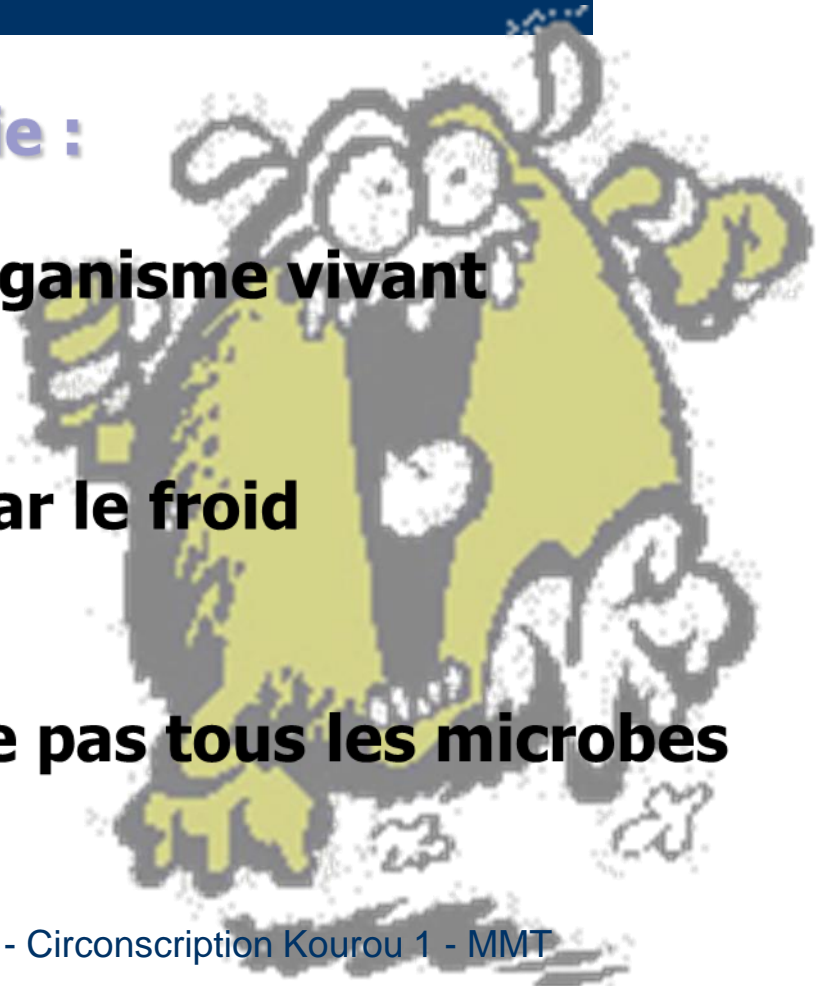 ie :
ganisme vivant
ar le froid
e pas tous les microbes
- Circonscription Kourou 1 - MMT